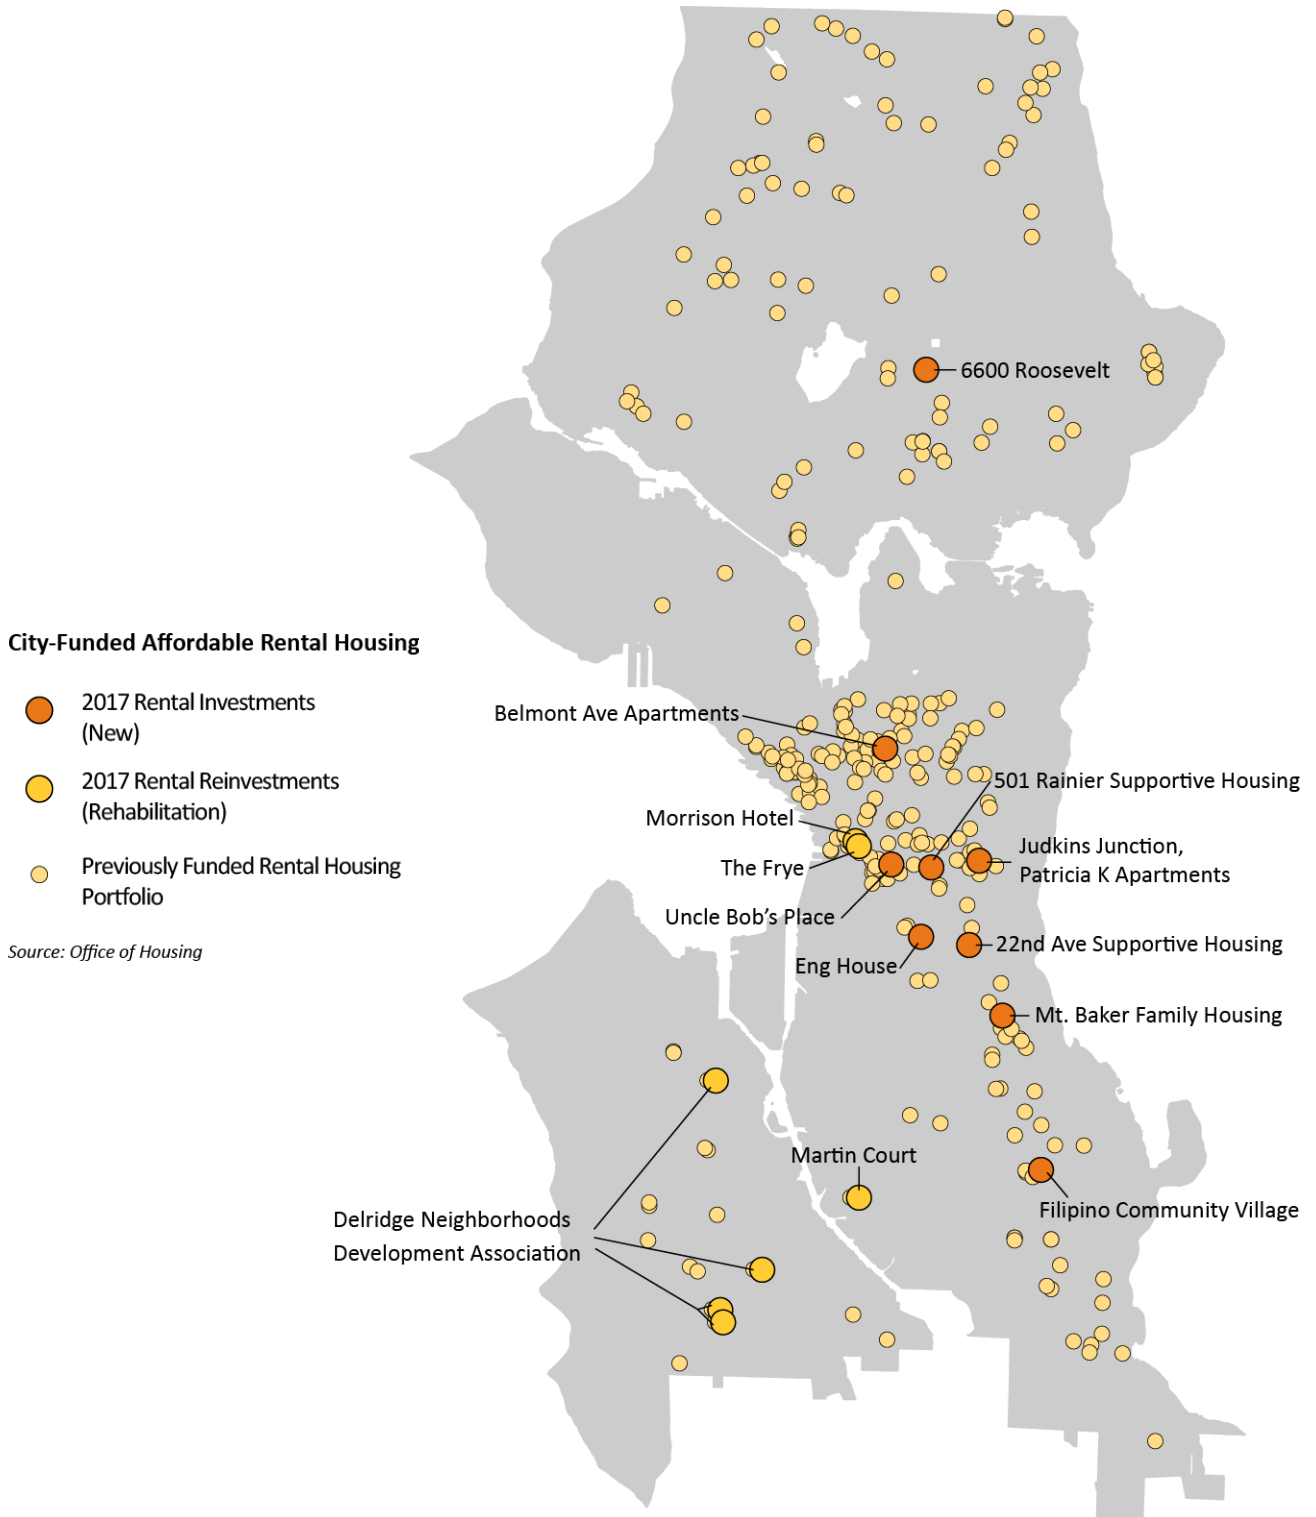 6600 Roosevelt
City-Funded Affordable Rental Housing
2017 Rental Investments
(New)
2017 Rental Reinvestments
(Rehabilitation)
Previously Funded Rental Housing
Portfolio
Source: Office of Housing
Belmont Ave Apartments
501 Rainier Supportive Housing
Morrison Hotel
The Frye
Judkins Junction,
Patricia K Apartments
Uncle Bob’s Place
Eng House
22nd Ave Supportive Housing
Mt. Baker Family Housing
Martin Court
Filipino Community Village
Delridge Neighborhoods
Development Association